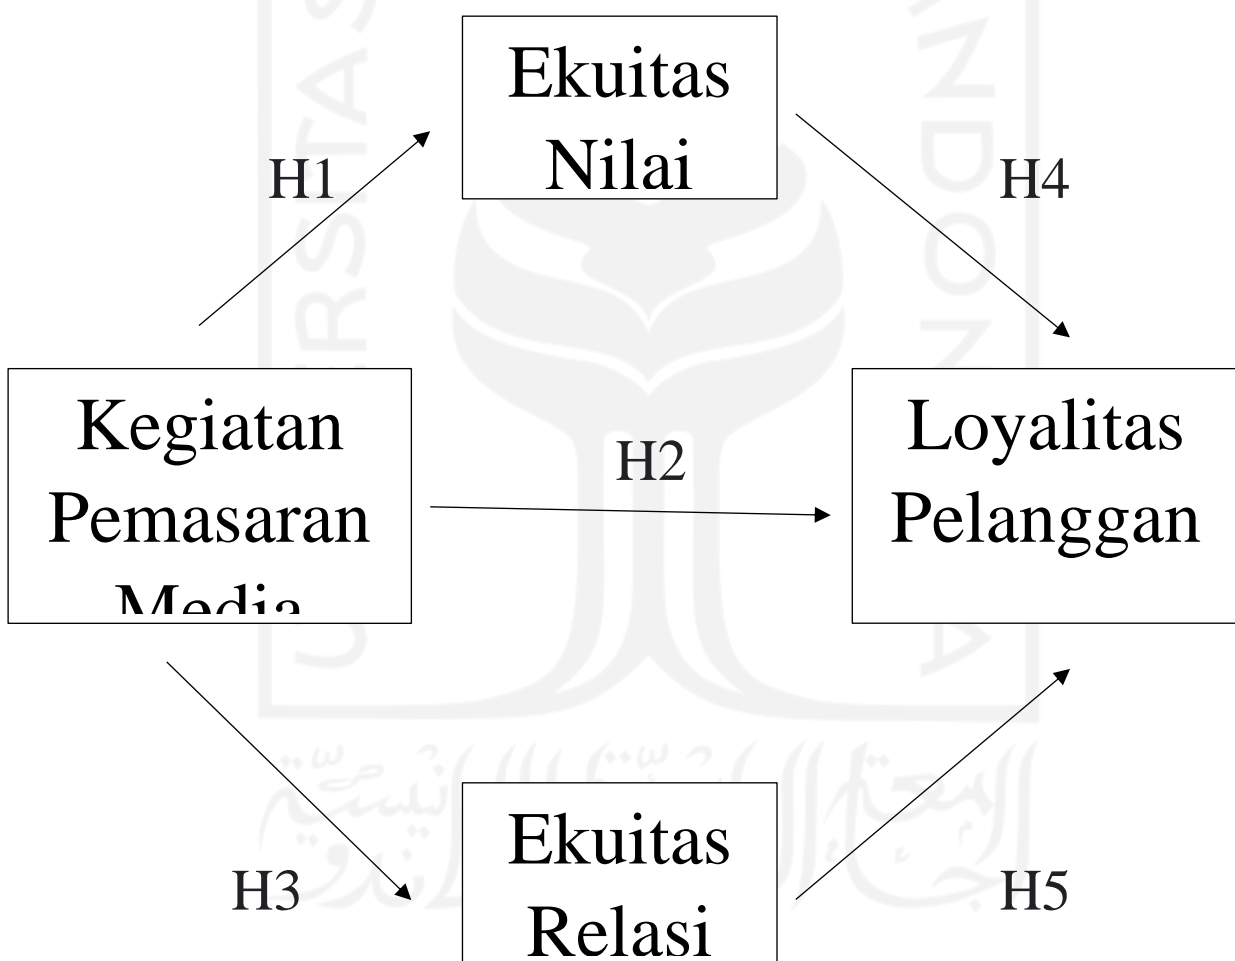 Ekuitas
Nilai
H1
H4
Kegiatan
Pemasaran
Media
H2
Loyalitas
Pelanggan
H3
Ekuitas
Relasi
H5